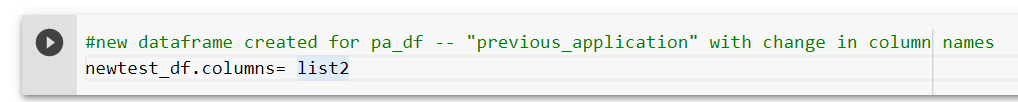 #new dataframe created for pa_df -- "previous_application" with change in column names
newtest_df.columns= list2